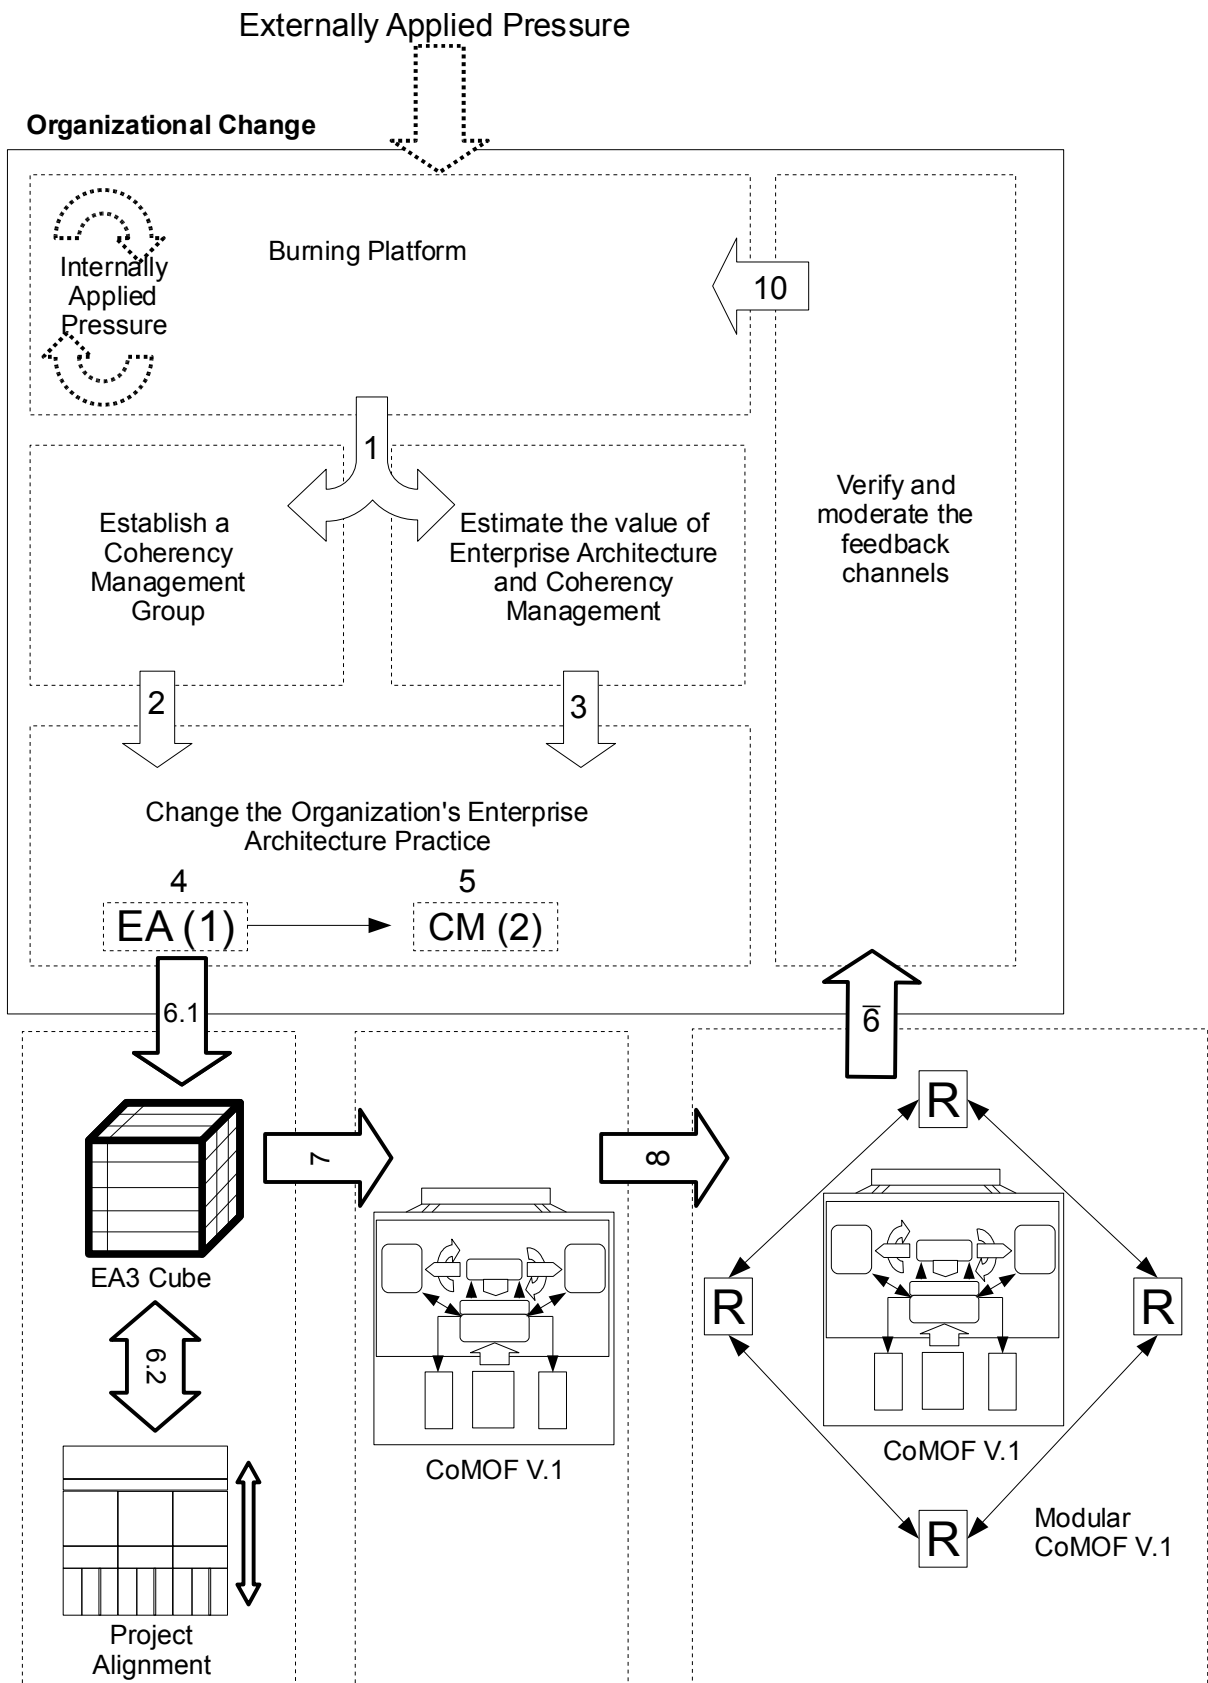 Externally Applied Pressure
Organizational Change
Burning Platform
Internally
Applied
Pressure
10
1
Establish a
Coherency
Management
Group
Estimate the value of
Enterprise Architecture
and Coherency
Management
Verify and
moderate the
feedback
channels
2
3
Change the Organization's Enterprise
Architecture Practice
4
5
EA (1)
CM (2)
6.1
9
7
8
EA3 Cube
6.2
Project
Alignment
CoMOF V.1
R
R
R
R
CoMOF V.1
Modular
CoMOF V.1